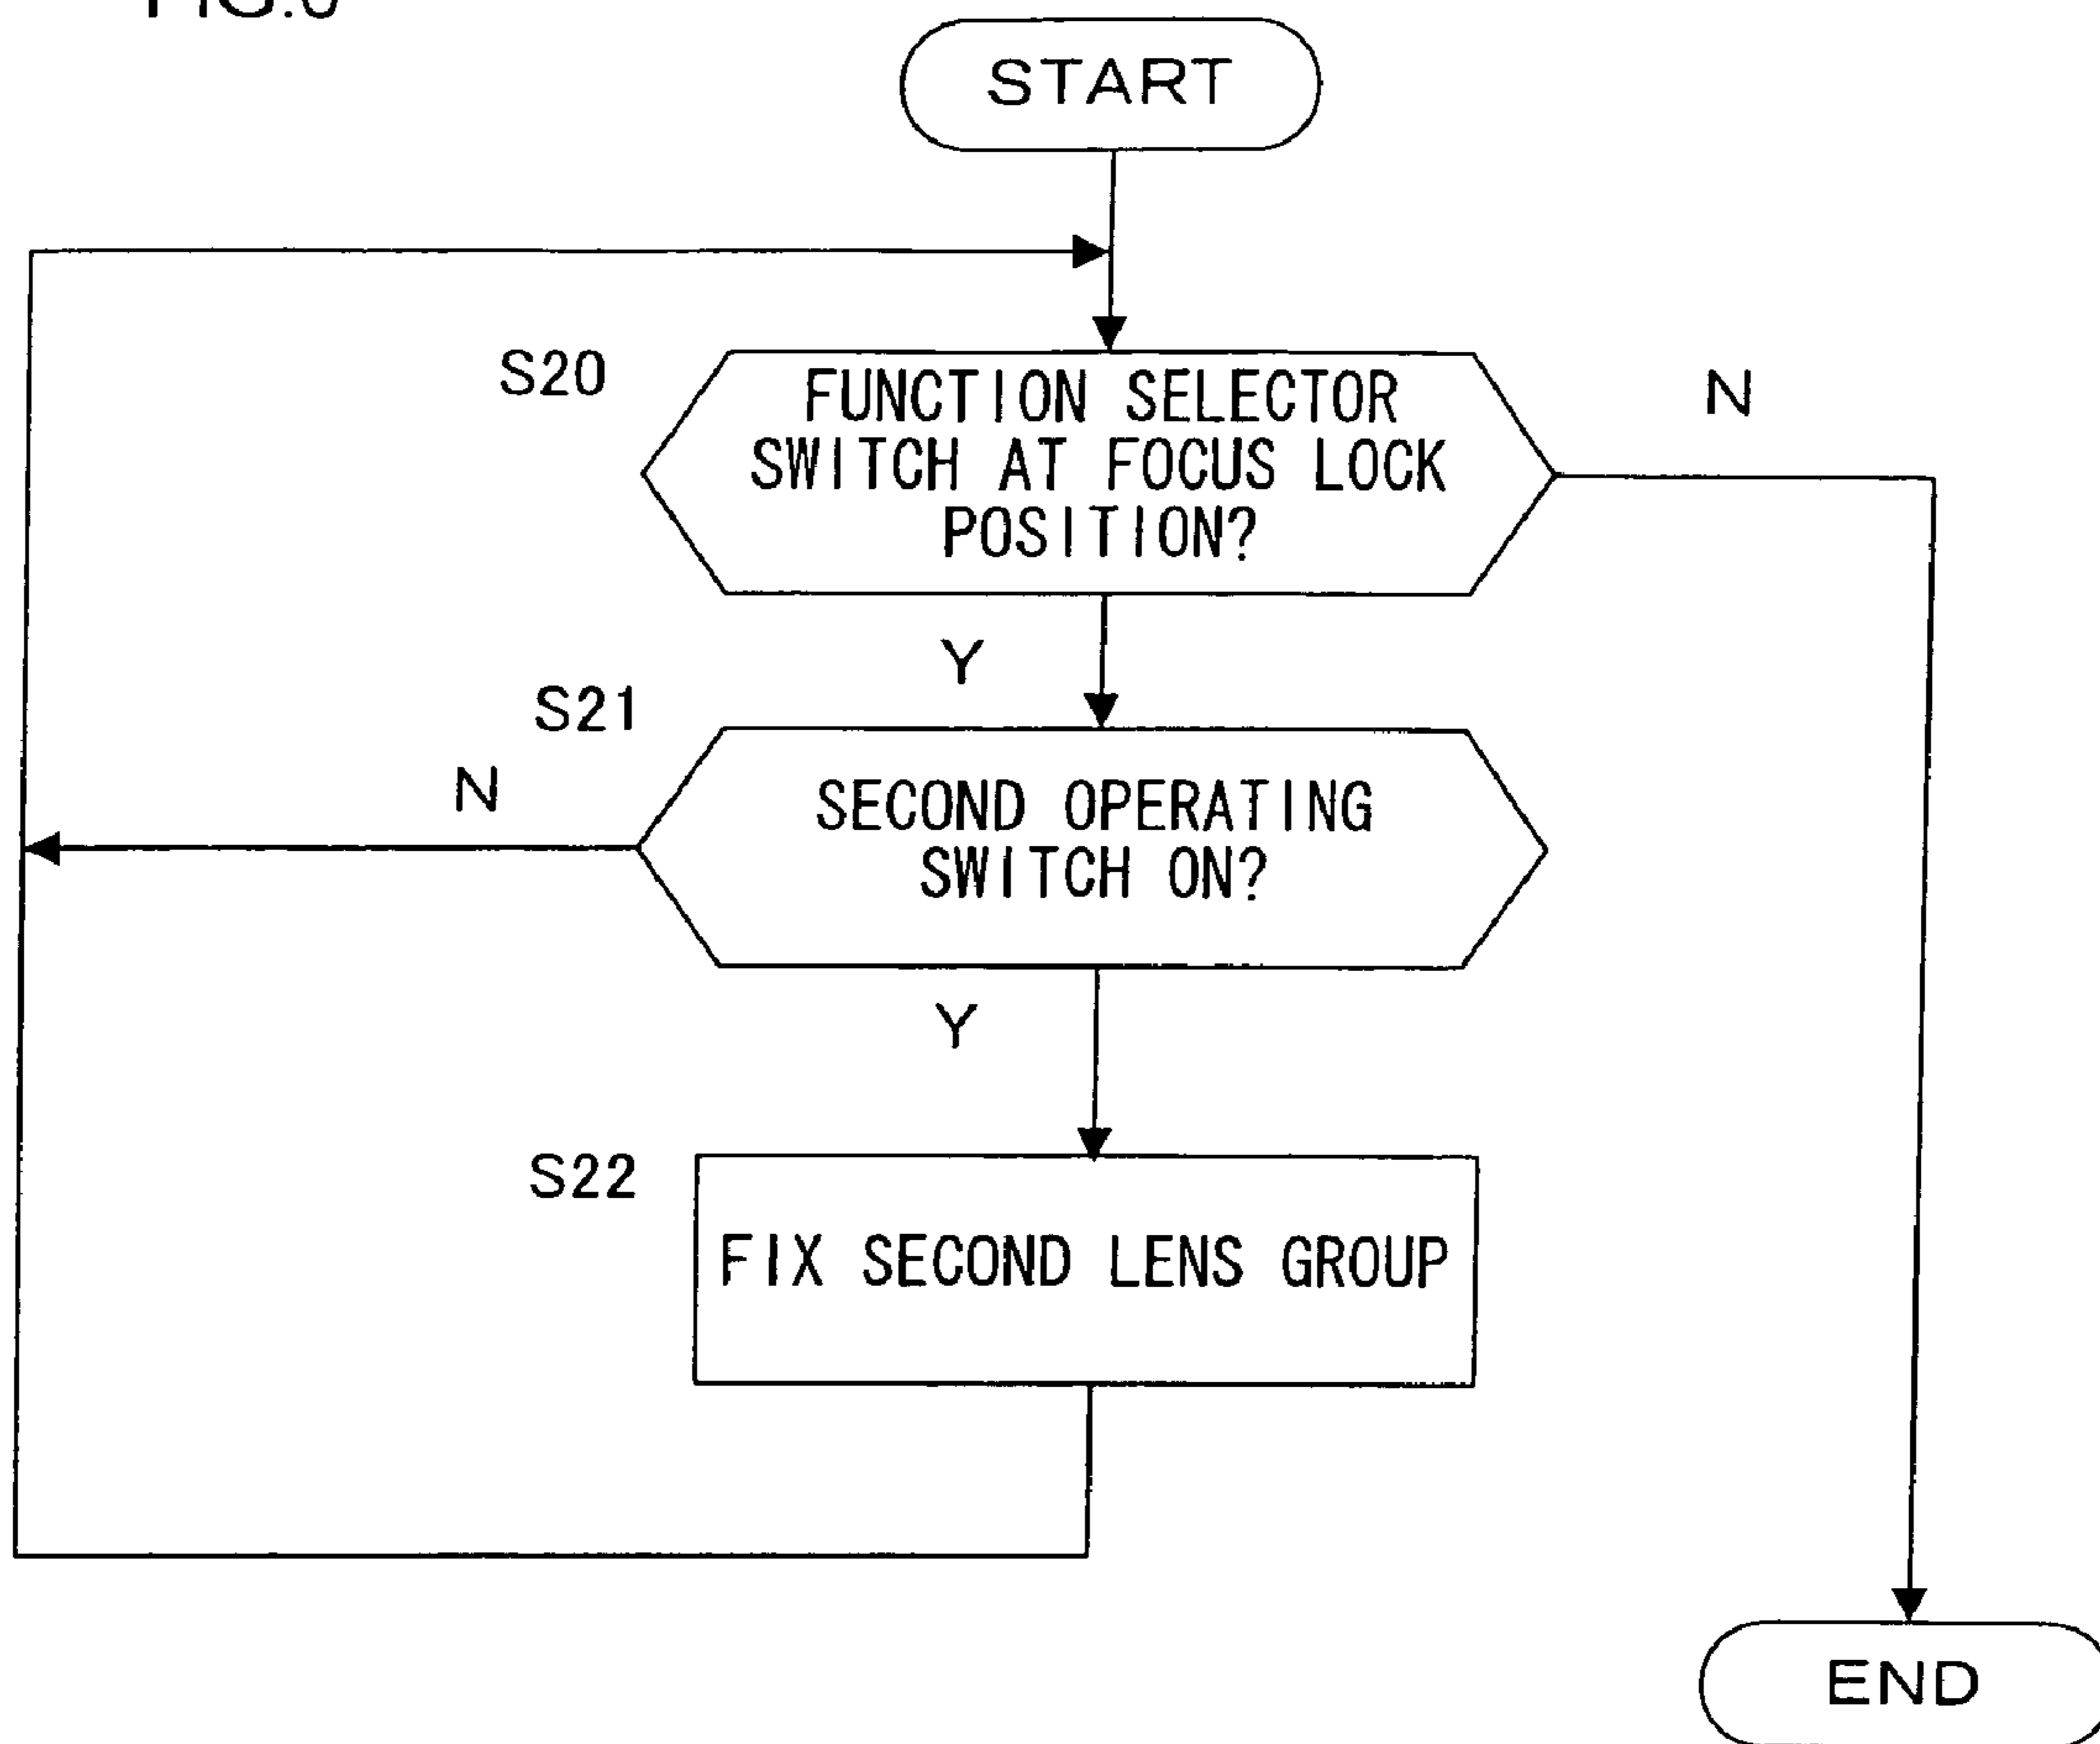 START
S20
FUNCTION SELECTOR
SWITCH AT FOCUS LOCK
POSITION?
N
Y
S21
N
SECOND OPERATING
SWITCH ON?
Y
S22
FIX SECOND LENS GROUP
END